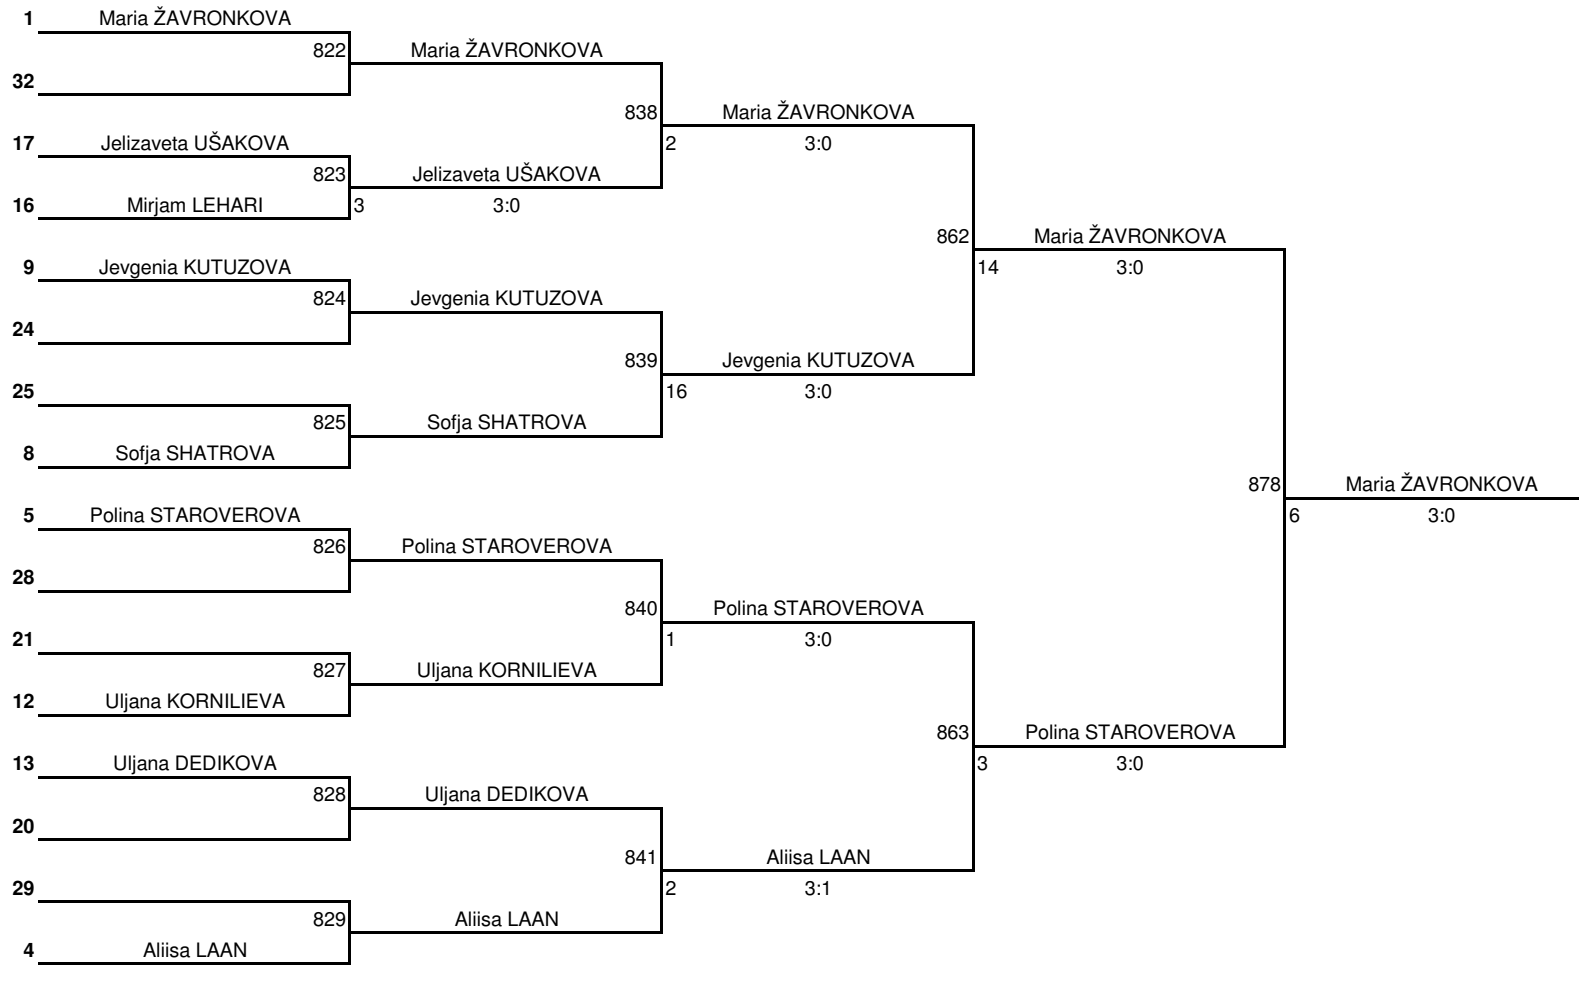 1 Maria ŽAVRONKOVA
822 Maria ŽAVRONKOVA
32
838 Maria ŽAVRONKOVA
17 Jelizaveta UŠAKOVA 2 3:0
823 Jelizaveta UŠAKOVA
16 Mirjam LEHARI 3 3:0
862 Maria ŽAVRONKOVA
9 Jevgenia KUTUZOVA 14 3:0
824 Jevgenia KUTUZOVA
24
839 Jevgenia KUTUZOVA
25 16 3:0
825 Sofja SHATROVA
8 Sofja SHATROVA
878 Maria ŽAVRONKOVA
5 Polina STAROVEROVA 6 3:0
826 Polina STAROVEROVA
28
840 Polina STAROVEROVA
21 1 3:0
827 Uljana KORNILIEVA
12 Uljana KORNILIEVA
863 Polina STAROVEROVA
13 Uljana DEDIKOVA 3 3:0
828 Uljana DEDIKOVA
20
841 Aliisa LAAN
29 2 3:1
829 Aliisa LAAN
4 Aliisa LAAN